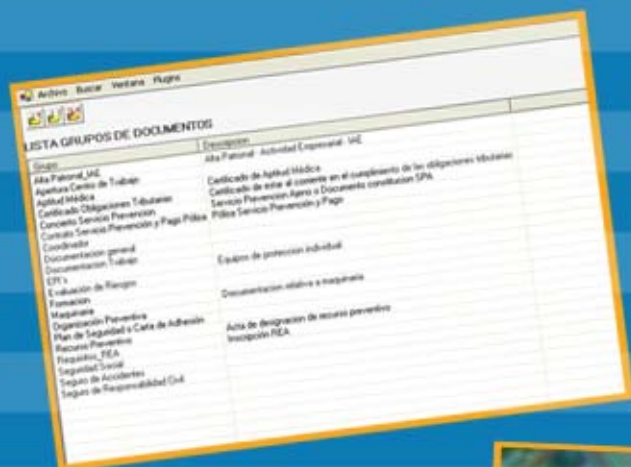 Archivo Buscar Ventana Plugins
LISTA GRUPOS DE DOCUMENTOS
Grupo Descripcion
Alta Patronal_IAE Alta Patronal - Actividad Empresarial - IAE
Apertura Centro de Trabajo
Aptitud Médica Certificado de Aptitud Médica
Certificado Obligaciones Tributarias Certificado de estar al corriente en el cumplimiento de las obligaciones tributarias
Concierto Servicio Prevencion Servicio Prevencion Ajeno o Documento constitucion SPA
Contrato Servicio Prevención y Pago Póliza Póliza Servicio Prevención y Pago
Coordinador
Documentacion general
Documentacion Trabajo
EPI's Equipos de proteccion individual
Evaluación de Riesgos
Formacion
Maquinaria Documentacion relativa a maquinaria
Organización Preventiva
Plan de Seguridad o Carta de Adhesión
Recurso Preventivo Acta de designacion de recurso preventivo
Requisitos_REA Inscripción REA
Seguridad Social
Seguro de Accidentes
Seguro de Responsabilidad Civil